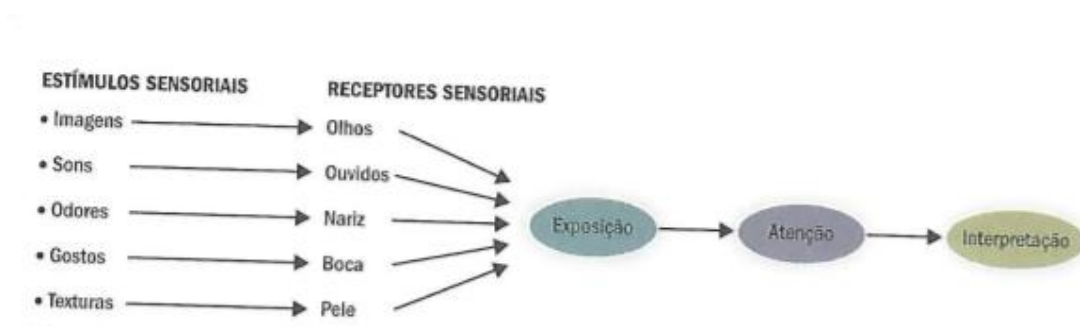 ESTÍMULOS SENSORIAIS
RECEPTORES SENSORIAIS
• Imagens
Olhos
• Sons
Ouvidos
• Odores
Nariz
• Gostos
Boca
• Texturas
Pele
Exposição
Atenção
Interpretação